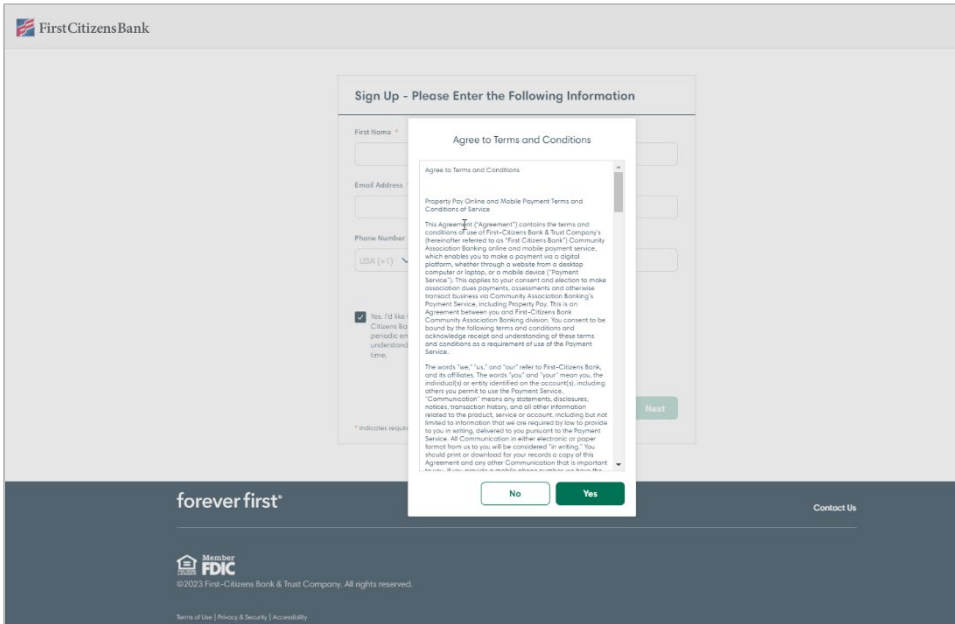 First Citizens Bank
Sign Up - Please Enter the Following Information
First Name *
Email Address
Phone Number
USA (+1)
Yes, I'd like
Citizens Ba
periodic en
understand
time.
Next
* Indicates requir
Agree to Terms and Conditions
Agree to Terms and Conditions
Property Pay Online and Mobile Payment Terms and
Conditions of Service
This Agreement ("Agreement") contains the terms and
conditions of use of First-Citizens Bank & Trust Company's
(hereinafter referred to as "First Citizens Bank") Community
Association Banking online and mobile payment service,
which enables you to make a payment via a digital
platform, whether through a website from a desktop
computer or laptop, or a mobile device ("Payment
Service"). This applies to your consent and election to make
association dues payments, assessments and otherwise
transact business via Community Association Banking's
Payment Service, including Property Pay. This is an
Agreement between you and First-Citizens Bank
Community Association Banking division. You consent to be
bound by the following terms and conditions and
acknowledge receipt and understanding of these terms
and conditions as a requirement of use of the Payment
Service.
The words "we," "us," and "our" refer to First-Citizens Bank,
and its affiliates. The words "you" and "your" mean you, the
individual(s) or entity identified on the account(s), including
others you permit to use the Payment Service.
"Communication" means any statements, disclosures,
notices, transaction history, and all other information
related to the product, service or account, including but not
limited to information that we are required by law to provide
to you in writing, delivered to you pursuant to the Payment
Service. All Communication in either electronic or paper
format from us to you will be considered "in writing." You
should print or download for your records a copy of this
Agreement and any other Communication that is important
No
Yes
forever first
Contact Us
Member
FDIC
©2023 First-Citizens Bank & Trust Company. All rights reserved.
Terms of Use | Privacy & Security | Accessibility